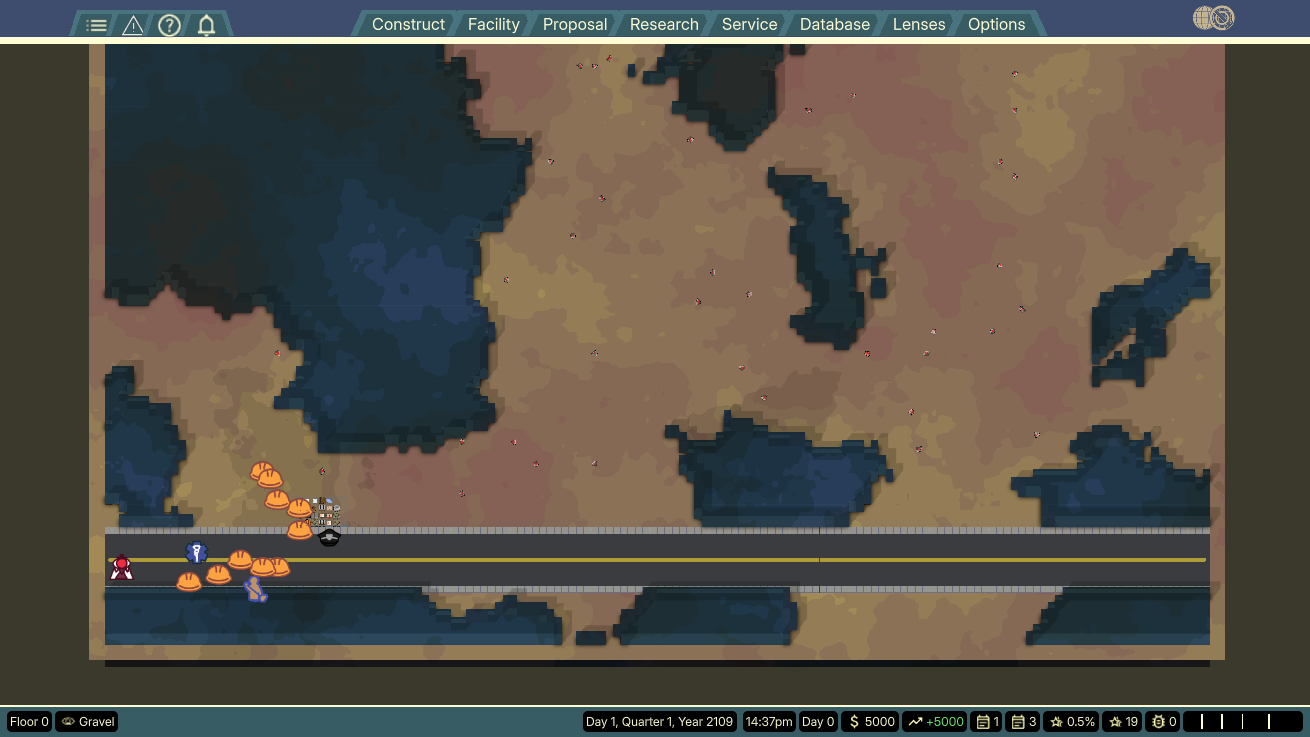 Construct Facility Proposal Research Service Database Lenses Options
Floor 0 Gravel Day 1, Quarter 1, Year 2109 14:37pm Day 0 $ 5000 +5000 1 3 0.5% 19 0